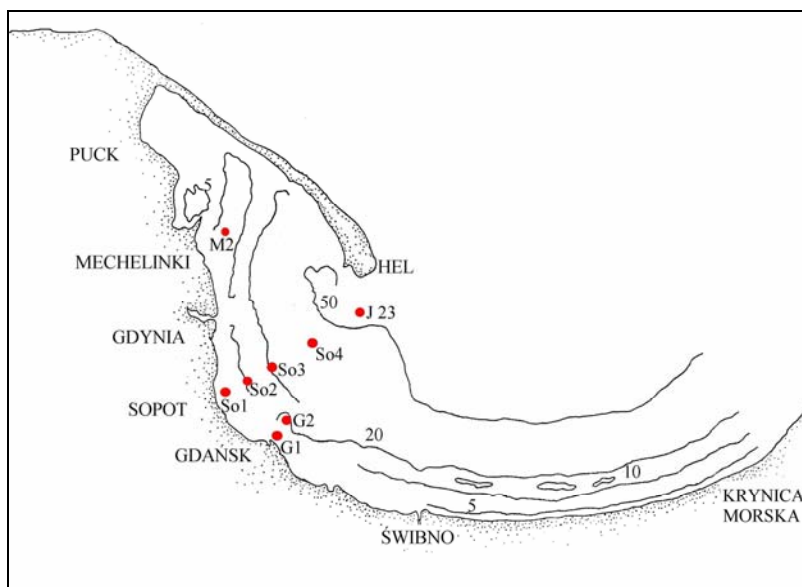 PUCK
5
M2
MECHELINKI
HEL
50
J 23
GDYNIA
So4
So3
So2
SOPOT
So1
G2
GDAŃSK
G1
20
10
5
KRYNICA
MORSKA
ŚWIBNO